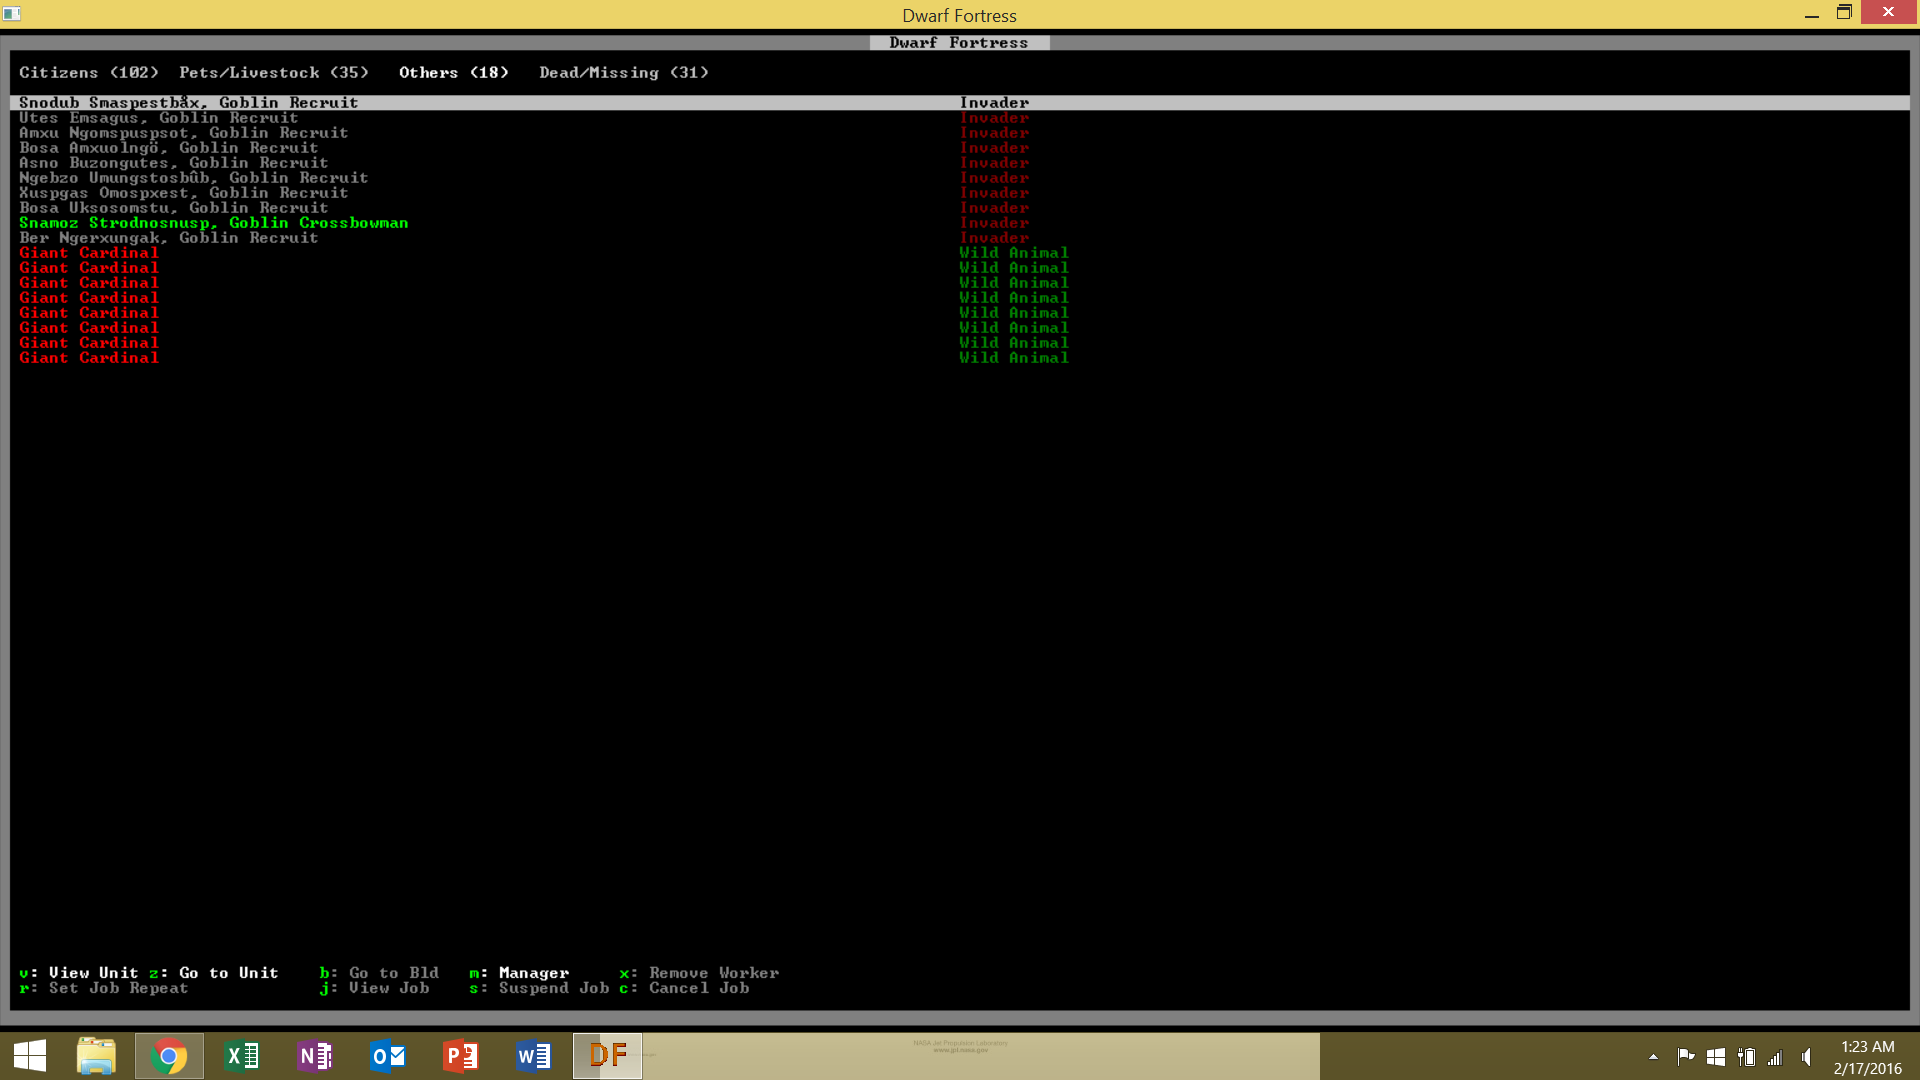 Dwarf Fortress
Dwarf Fortress
Citizens (102) Pets/Livestock (35) Others (18) Dead/Missing (31)
Snodub Smaspestbåx, Goblin Recruit Invader
Utes Emsagus, Goblin Recruit Invader
Amxu Ngomspuspsot, Goblin Recruit Invader
Bosa Amxuolngö, Goblin Recruit Invader
Asno Buzongutes, Goblin Recruit Invader
Ngebzo Umungstosbûb, Goblin Recruit Invader
Xuspgas Omospxest, Goblin Recruit Invader
Bosa Uksosomstu, Goblin Recruit Invader
Snamoz Strodnosnusp, Goblin Crossbowman Invader
Ber Ngerxungak, Goblin Recruit Invader
Giant Cardinal Wild Animal
Giant Cardinal Wild Animal
Giant Cardinal Wild Animal
Giant Cardinal Wild Animal
Giant Cardinal Wild Animal
Giant Cardinal Wild Animal
Giant Cardinal Wild Animal
Giant Cardinal Wild Animal
v: View Unit z: Go to Unit b: Go to Bld m: Manager x: Remove Worker
r: Set Job Repeat j: View Job s: Suspend Job c: Cancel Job
NASA Jet Propulsion Laboratory
www.jpl.nasa.gov
DF
1:23 AM
2/17/2016